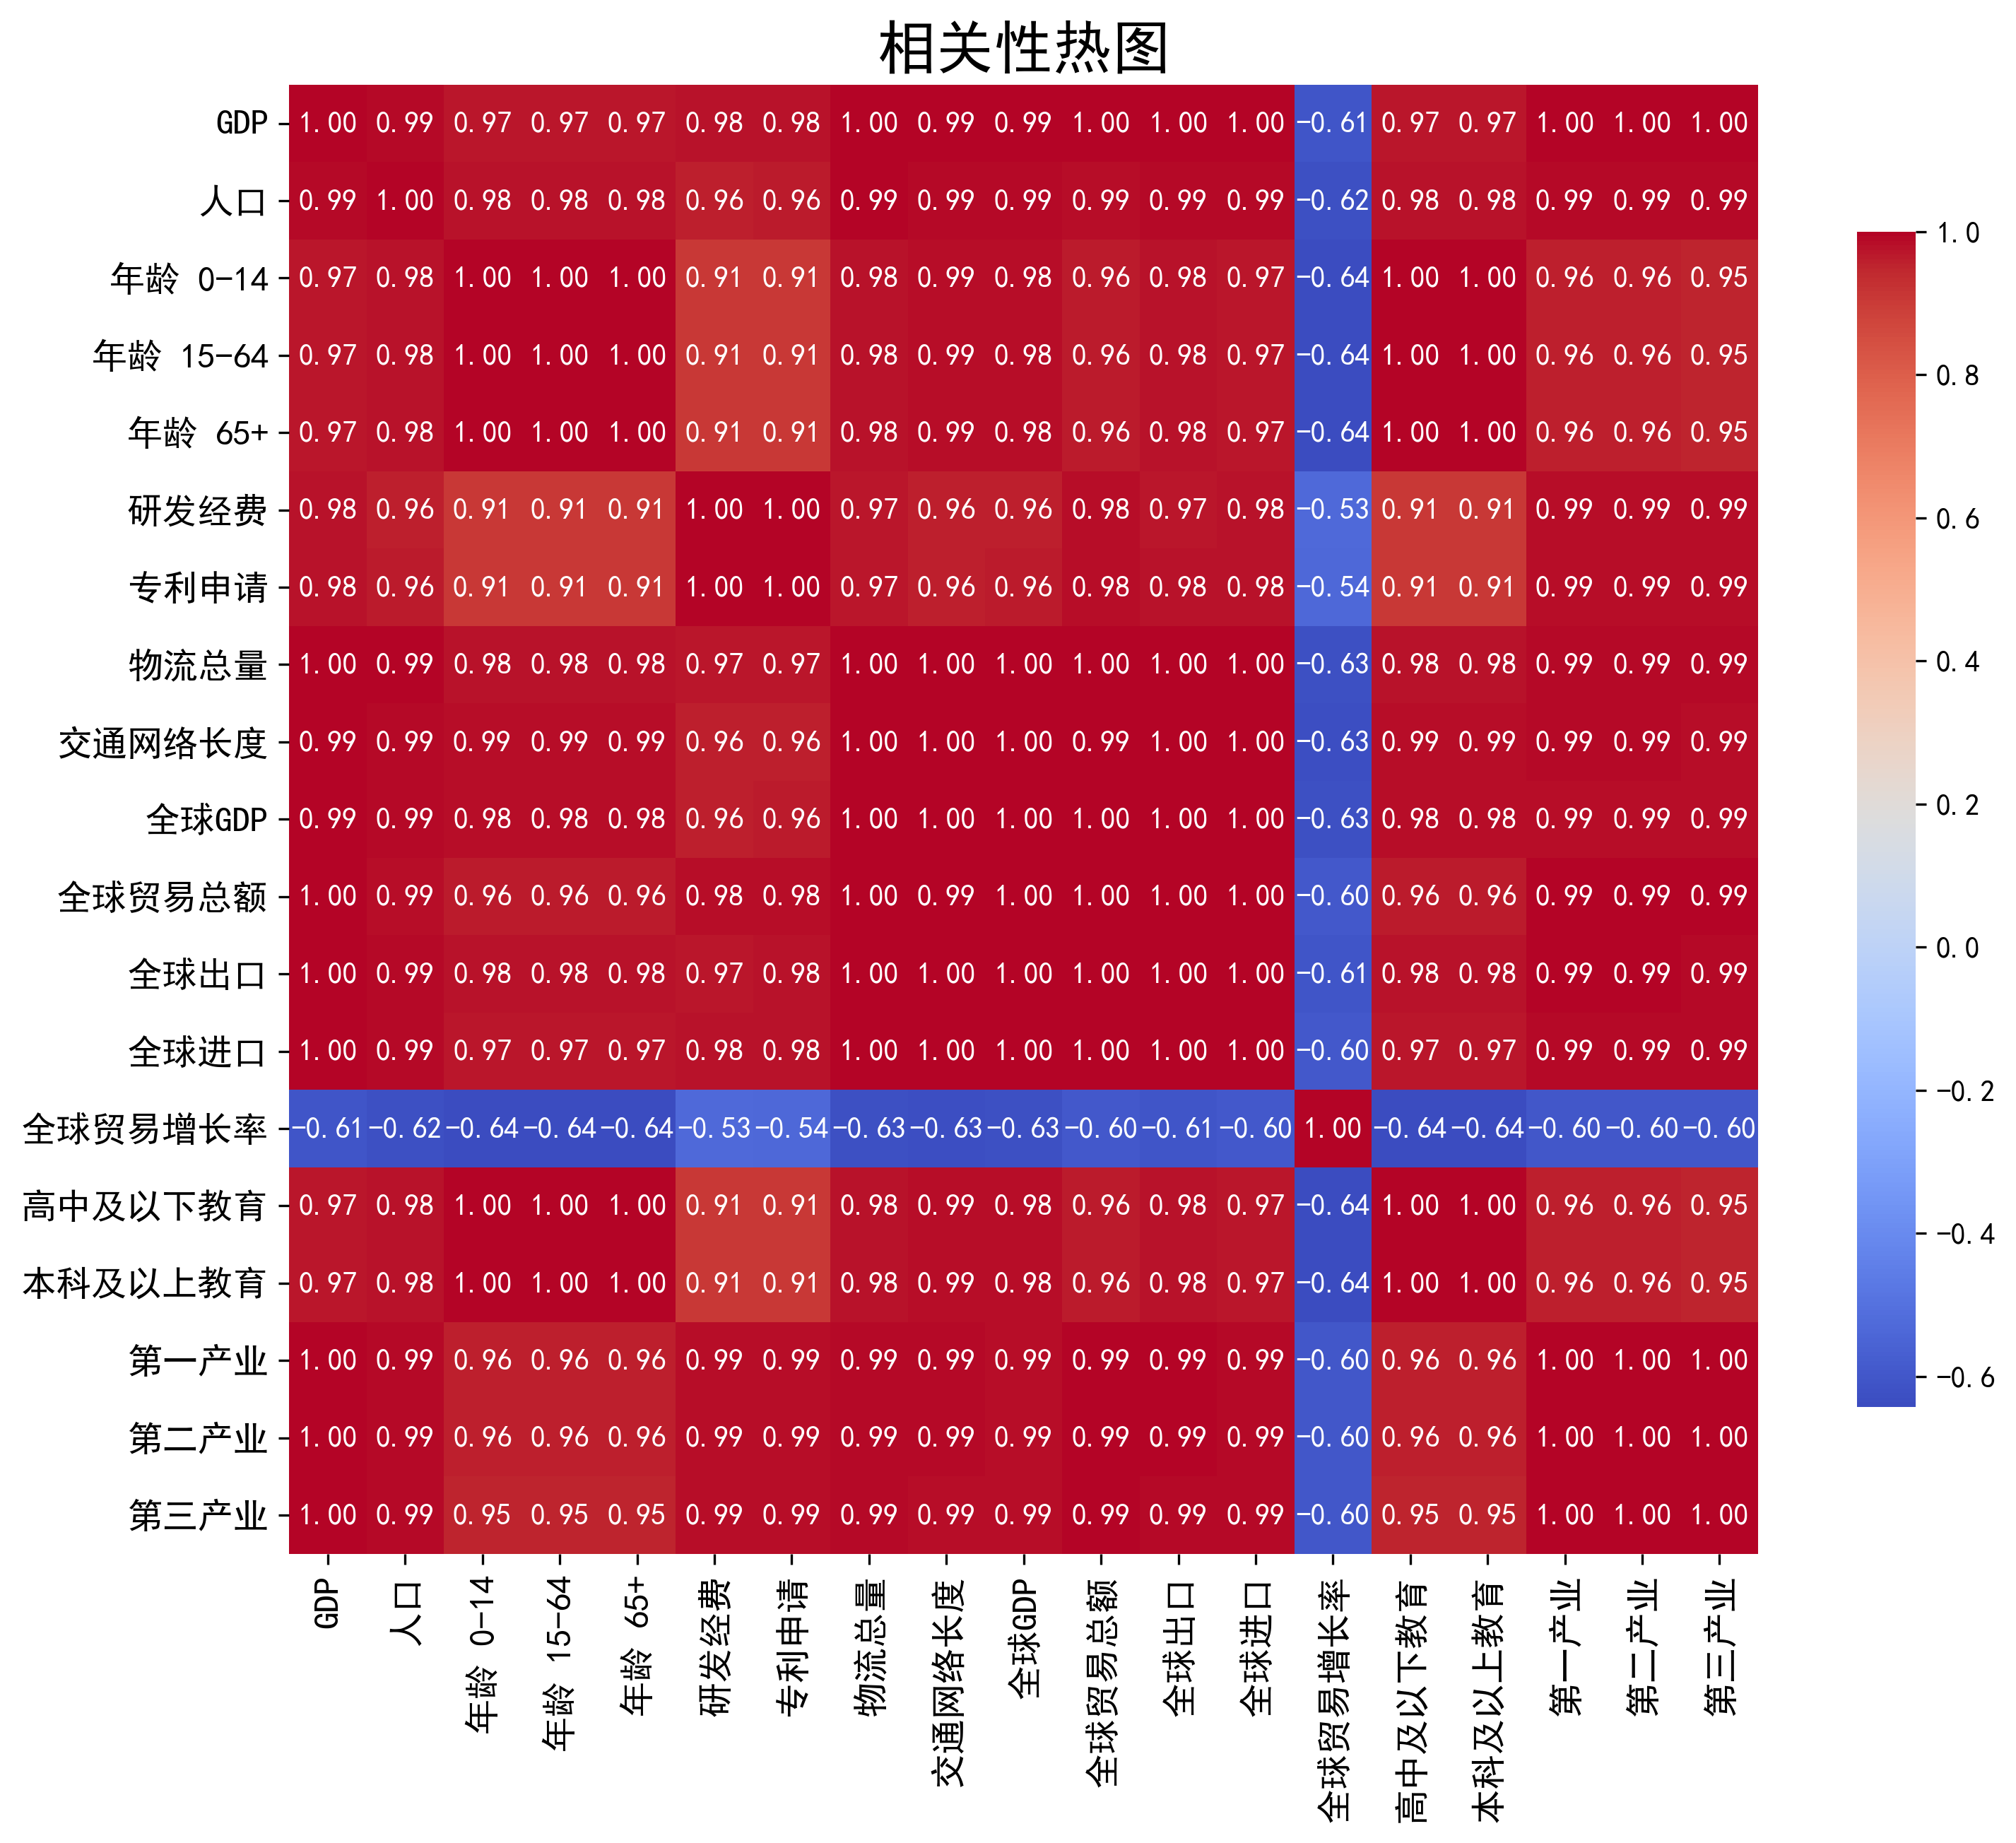 相关性热图
GDP 1.00 0.99 0.97 0.97 0.97 0.98 0.98 1.00 0.99 0.99 1.00 1.00 1.00 −0.61 0.97 0.97 1.00 1.00 1.00
人口 0.99 1.00 0.98 0.98 0.98 0.96 0.96 0.99 0.99 0.99 0.99 0.99 0.99 −0.62 0.98 0.98 0.99 0.99 0.99
年龄 0-14 0.97 0.98 1.00 1.00 1.00 0.91 0.91 0.98 0.99 0.98 0.96 0.98 0.97 −0.64 1.00 1.00 0.96 0.96 0.95
年龄 15-64 0.97 0.98 1.00 1.00 1.00 0.91 0.91 0.98 0.99 0.98 0.96 0.98 0.97 −0.64 1.00 1.00 0.96 0.96 0.95
年龄 65+ 0.97 0.98 1.00 1.00 1.00 0.91 0.91 0.98 0.99 0.98 0.96 0.98 0.97 −0.64 1.00 1.00 0.96 0.96 0.95
研发经费 0.98 0.96 0.91 0.91 0.91 1.00 1.00 0.97 0.96 0.96 0.98 0.97 0.98 −0.53 0.91 0.91 0.99 0.99 0.99
专利申请 0.98 0.96 0.91 0.91 0.91 1.00 1.00 0.97 0.96 0.96 0.98 0.98 0.98 −0.54 0.91 0.91 0.99 0.99 0.99
物流总量 1.00 0.99 0.98 0.98 0.98 0.97 0.97 1.00 1.00 1.00 1.00 1.00 1.00 −0.63 0.98 0.98 0.99 0.99 0.99
交通网络长度 0.99 0.99 0.99 0.99 0.99 0.96 0.96 1.00 1.00 1.00 0.99 1.00 1.00 −0.63 0.99 0.99 0.99 0.99 0.99
全球GDP 0.99 0.99 0.98 0.98 0.98 0.96 0.96 1.00 1.00 1.00 1.00 1.00 1.00 −0.63 0.98 0.98 0.99 0.99 0.99
全球贸易总额 1.00 0.99 0.96 0.96 0.96 0.98 0.98 1.00 0.99 1.00 1.00 1.00 1.00 −0.60 0.96 0.96 0.99 0.99 0.99
全球出口 1.00 0.99 0.98 0.98 0.98 0.97 0.98 1.00 1.00 1.00 1.00 1.00 1.00 −0.61 0.98 0.98 0.99 0.99 0.99
全球进口 1.00 0.99 0.97 0.97 0.97 0.98 0.98 1.00 1.00 1.00 1.00 1.00 1.00 −0.60 0.97 0.97 0.99 0.99 0.99
全球贸易增长率 −0.61 −0.62 −0.64 −0.64 −0.64 −0.53 −0.54 −0.63 −0.63 −0.63 −0.60 −0.61 −0.60 1.00 −0.64 −0.64 −0.60 −0.60 −0.60
高中及以下教育 0.97 0.98 1.00 1.00 1.00 0.91 0.91 0.98 0.99 0.98 0.96 0.98 0.97 −0.64 1.00 1.00 0.96 0.96 0.95
本科及以上教育 0.97 0.98 1.00 1.00 1.00 0.91 0.91 0.98 0.99 0.98 0.96 0.98 0.97 −0.64 1.00 1.00 0.96 0.96 0.95
第一产业 1.00 0.99 0.96 0.96 0.96 0.99 0.99 0.99 0.99 0.99 0.99 0.99 0.99 −0.60 0.96 0.96 1.00 1.00 1.00
第二产业 1.00 0.99 0.96 0.96 0.96 0.99 0.99 0.99 0.99 0.99 0.99 0.99 0.99 −0.60 0.96 0.96 1.00 1.00 1.00
第三产业 1.00 0.99 0.95 0.95 0.95 0.99 0.99 0.99 0.99 0.99 0.99 0.99 0.99 −0.60 0.95 0.95 1.00 1.00 1.00
GDP
人口
年龄 0-14
年龄 15-64
年龄 65+
研发经费
专利申请
物流总量
交通网络长度
全球GDP
全球贸易总额
全球出口
全球进口
全球贸易增长率
高中及以下教育
本科及以上教育
第一产业
第二产业
第三产业
1.0
0.8
0.6
0.4
0.2
0.0
−0.2
−0.4
−0.6